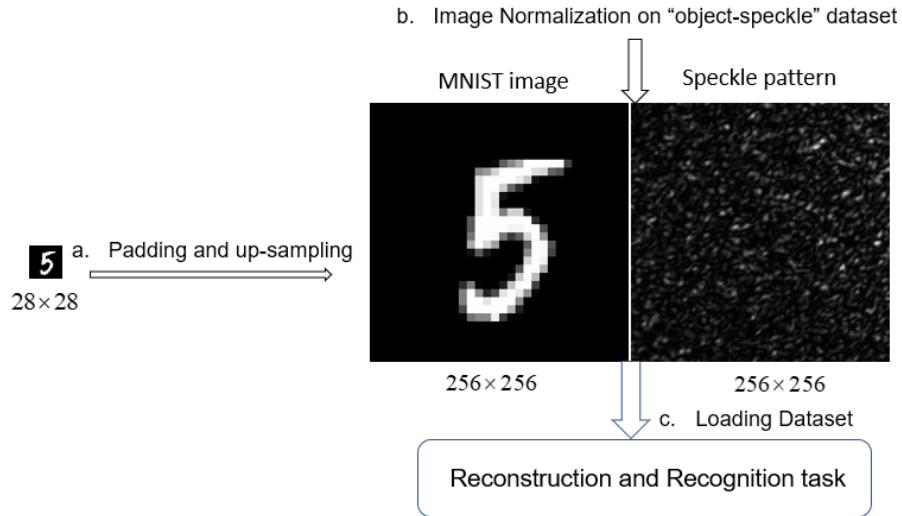 b. Image Normalization on “object-speckle” dataset
MNIST image
Speckle pattern
5
a. Padding and up-sampling
5
28×28
256×256
256×256
c. Loading Dataset
Reconstruction and Recognition task